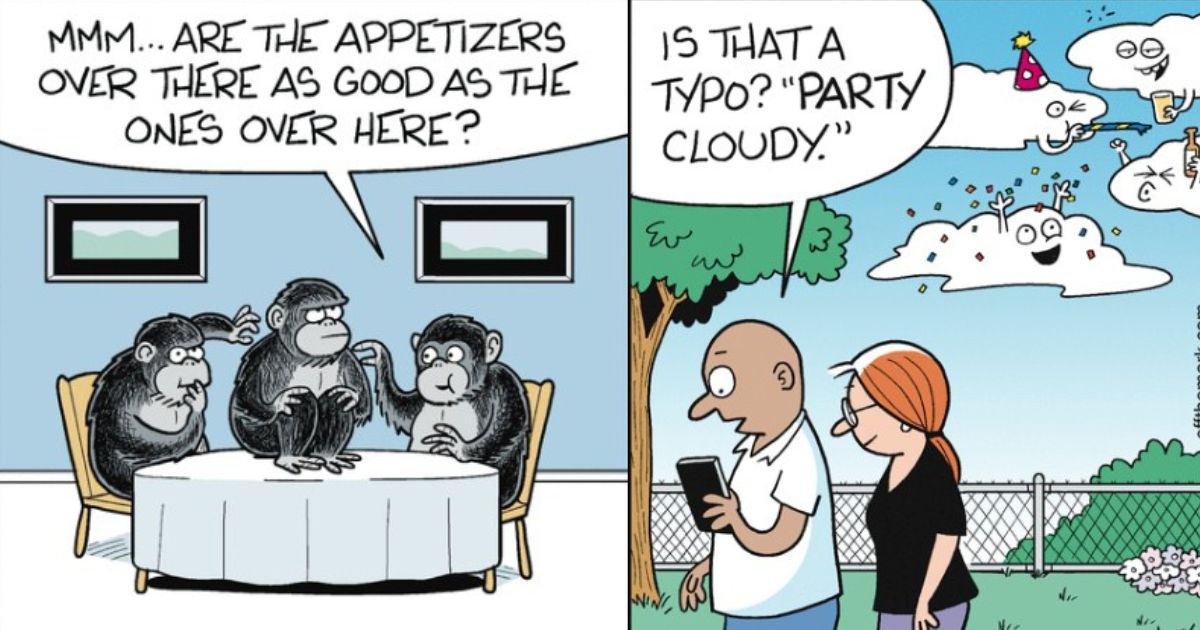 MMM... ARE THE APPETIZERS
OVER THERE AS GOOD AS THE
ONES OVER HERE?
IS THAT A
TYPO? "PARTY
CLOUDY."